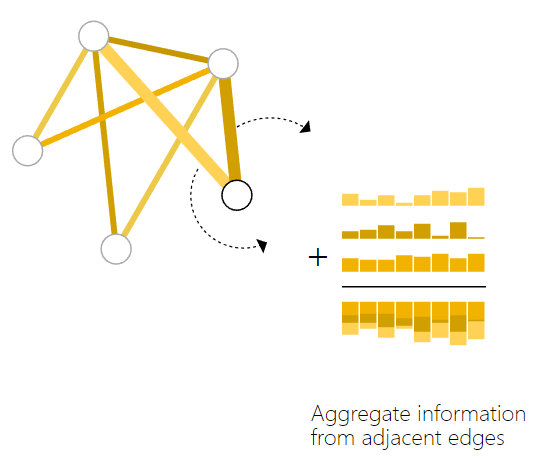 +
Aggregate information
from adjacent edges